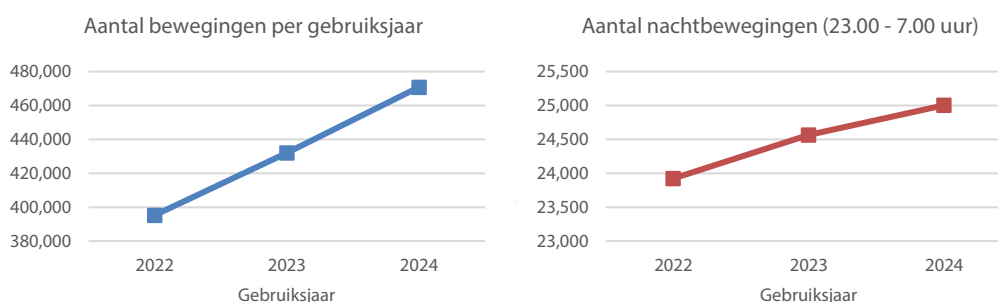 Aantal bewegingen per gebruiksjaar
480,000
460,000
440,000
420,000
400,000
380,000
2022 2023 2024
Gebruiksjaar
Aantal nachtbewegingen (23.00 - 7.00 uur)
25,500
25,000
24,500
24,000
23,500
23,000
2022 2023 2024
Gebruiksjaar